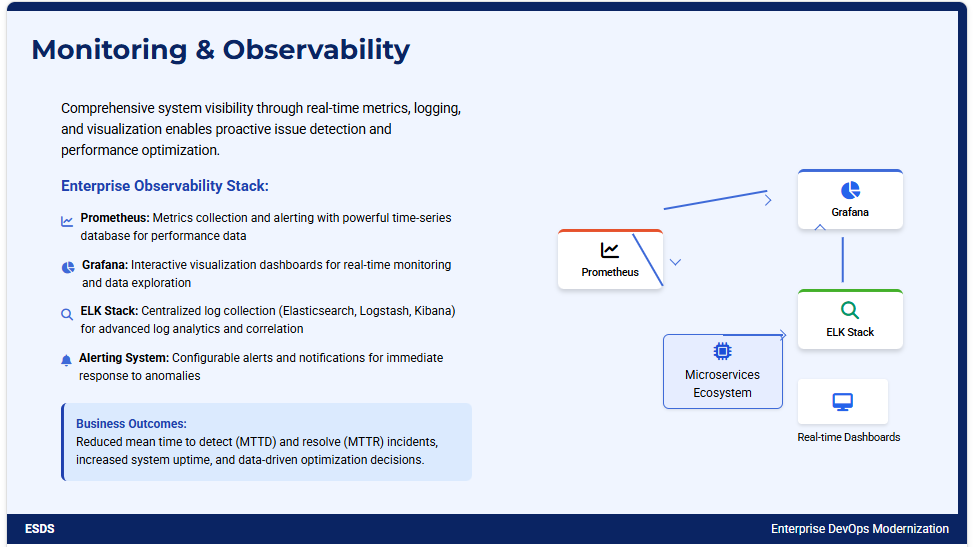 Monitoring & Observability
Comprehensive system visibility through real-time metrics, logging,
and visualization enables proactive issue detection and
performance optimization.
Enterprise Observability Stack:
Prometheus: Metrics collection and alerting with powerful time-series
database for performance data
Grafana: Interactive visualization dashboards for real-time monitoring
and data exploration
ELK Stack: Centralized log collection (Elasticsearch, Logstash, Kibana)
for advanced log analytics and correlation
Alerting System: Configurable alerts and notifications for immediate
response to anomalies
Business Outcomes:
Reduced mean time to detect (MTTD) and resolve (MTTR) incidents,
increased system uptime, and data-driven optimization decisions.
Grafana
Prometheus
ELK Stack
Microservices
Ecosystem
Real-time Dashboards
ESDS
Enterprise DevOps Modernization